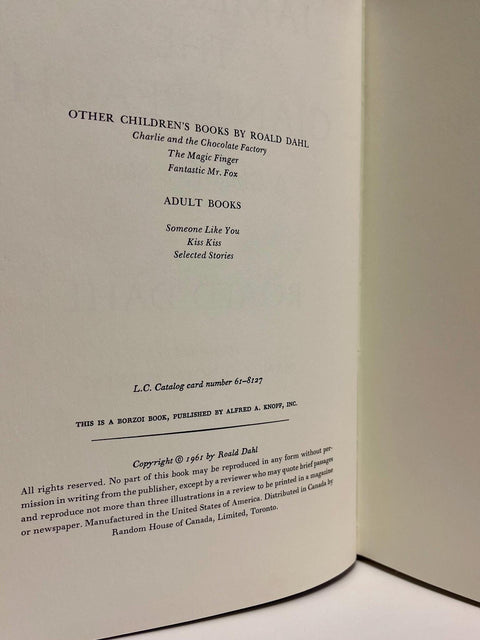 OTHER CHILDREN'S BOOKS BY ROALD DAHL
Charlie and the Chocolate Factory
The Magic Finger
Fantastic Mr. Fox
ADULT BOOKS
Someone Like You
Kiss Kiss
Selected Stories
L.C. Catalog card number 61-8127
THIS IS A BORZOI BOOK, PUBLISHED BY ALFRED A. KNOPF, INC.
Copyright © 1961 by Roald Dahl
All rights reserved. No part of this book may be reproduced in any form without per-
mission in writing from the publisher, except by a reviewer who may quote brief passages
and reproduce not more than three illustrations in a review to be printed in a magazine
or newspaper. Manufactured in the United States of America. Distributed in Canada by
Random House of Canada, Limited, Toronto.